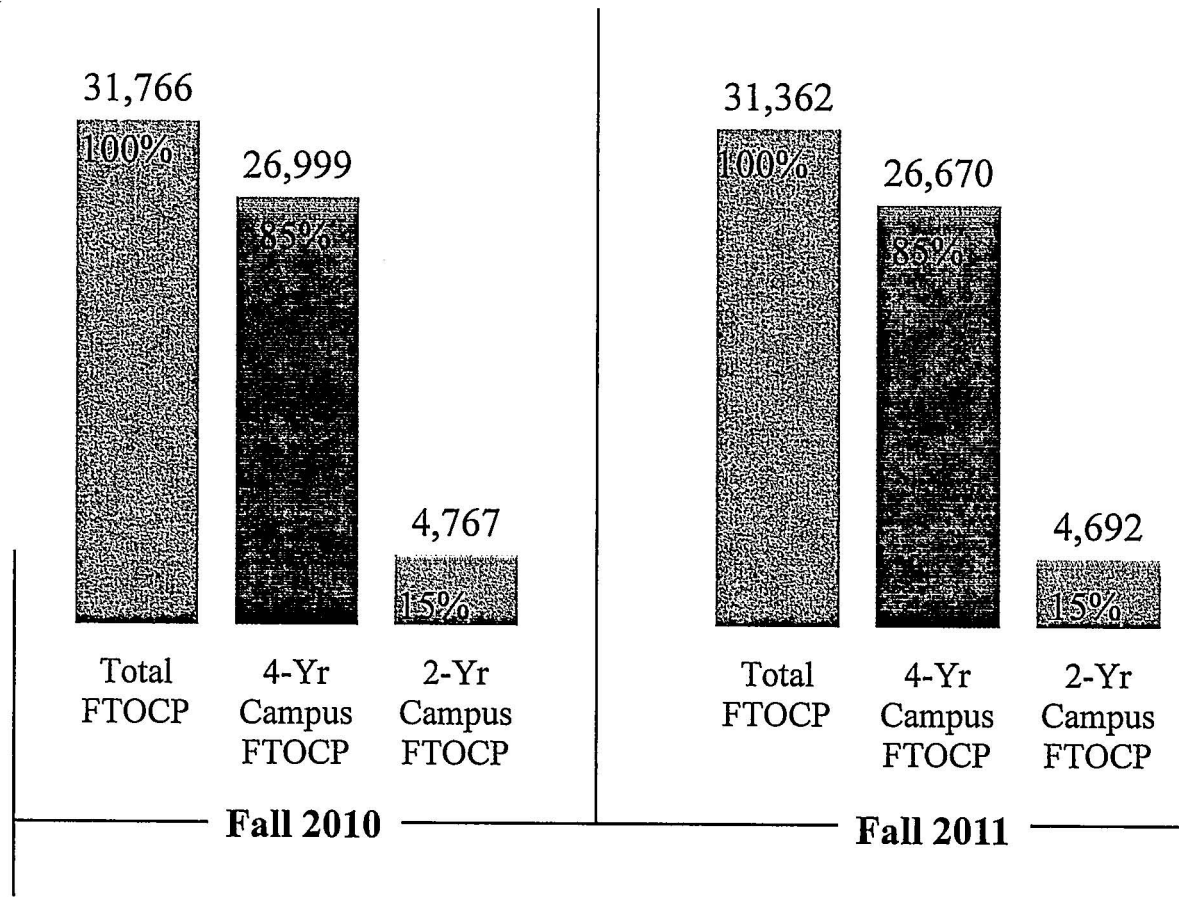 31,766
100%
26,999
85%
4,767
15%
Total
FTOCP
4-Yr
Campus
FTOCP
2-Yr
Campus
FTOCP
Fall 2010
31,362
100%
26,670
85%
4,692
15%
Total
FTOCP
4-Yr
Campus
FTOCP
2-Yr
Campus
FTOCP
Fall 2011